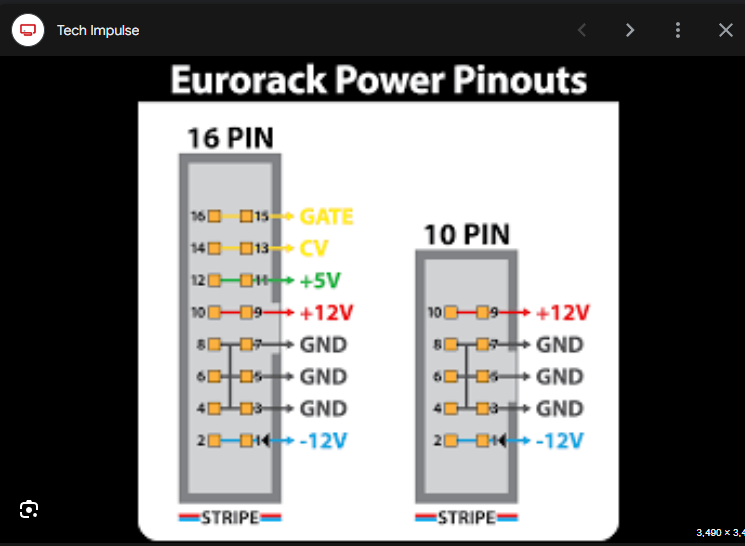 Tech Impulse
Eurorack Power Pinouts
16 PIN
16 15 GATE
14 13 CV
12 11 +5V
10 9 +12V
8 7 GND
6 5 GND
4 3 GND
2 1 -12V
STRIPE
10 PIN
10 9 +12V
8 7 GND
6 5 GND
4 3 GND
2 1 -12V
STRIPE
3,490 × 3,4